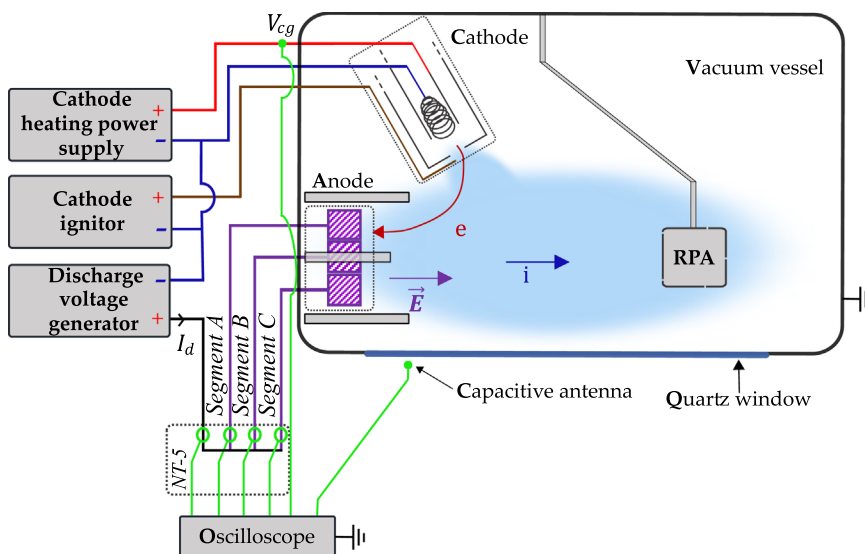 V_cg
Cathode
Vacuum vessel
Cathode
heating power
supply
+
-
Anode
Cathode
ignitor
+
-
e
RPA
i
E
Discharge
voltage
generator
-
+
I_d
Segment A
Segment B
Segment C
Capacitive antenna
Quartz window
NT-5
Oscilloscope